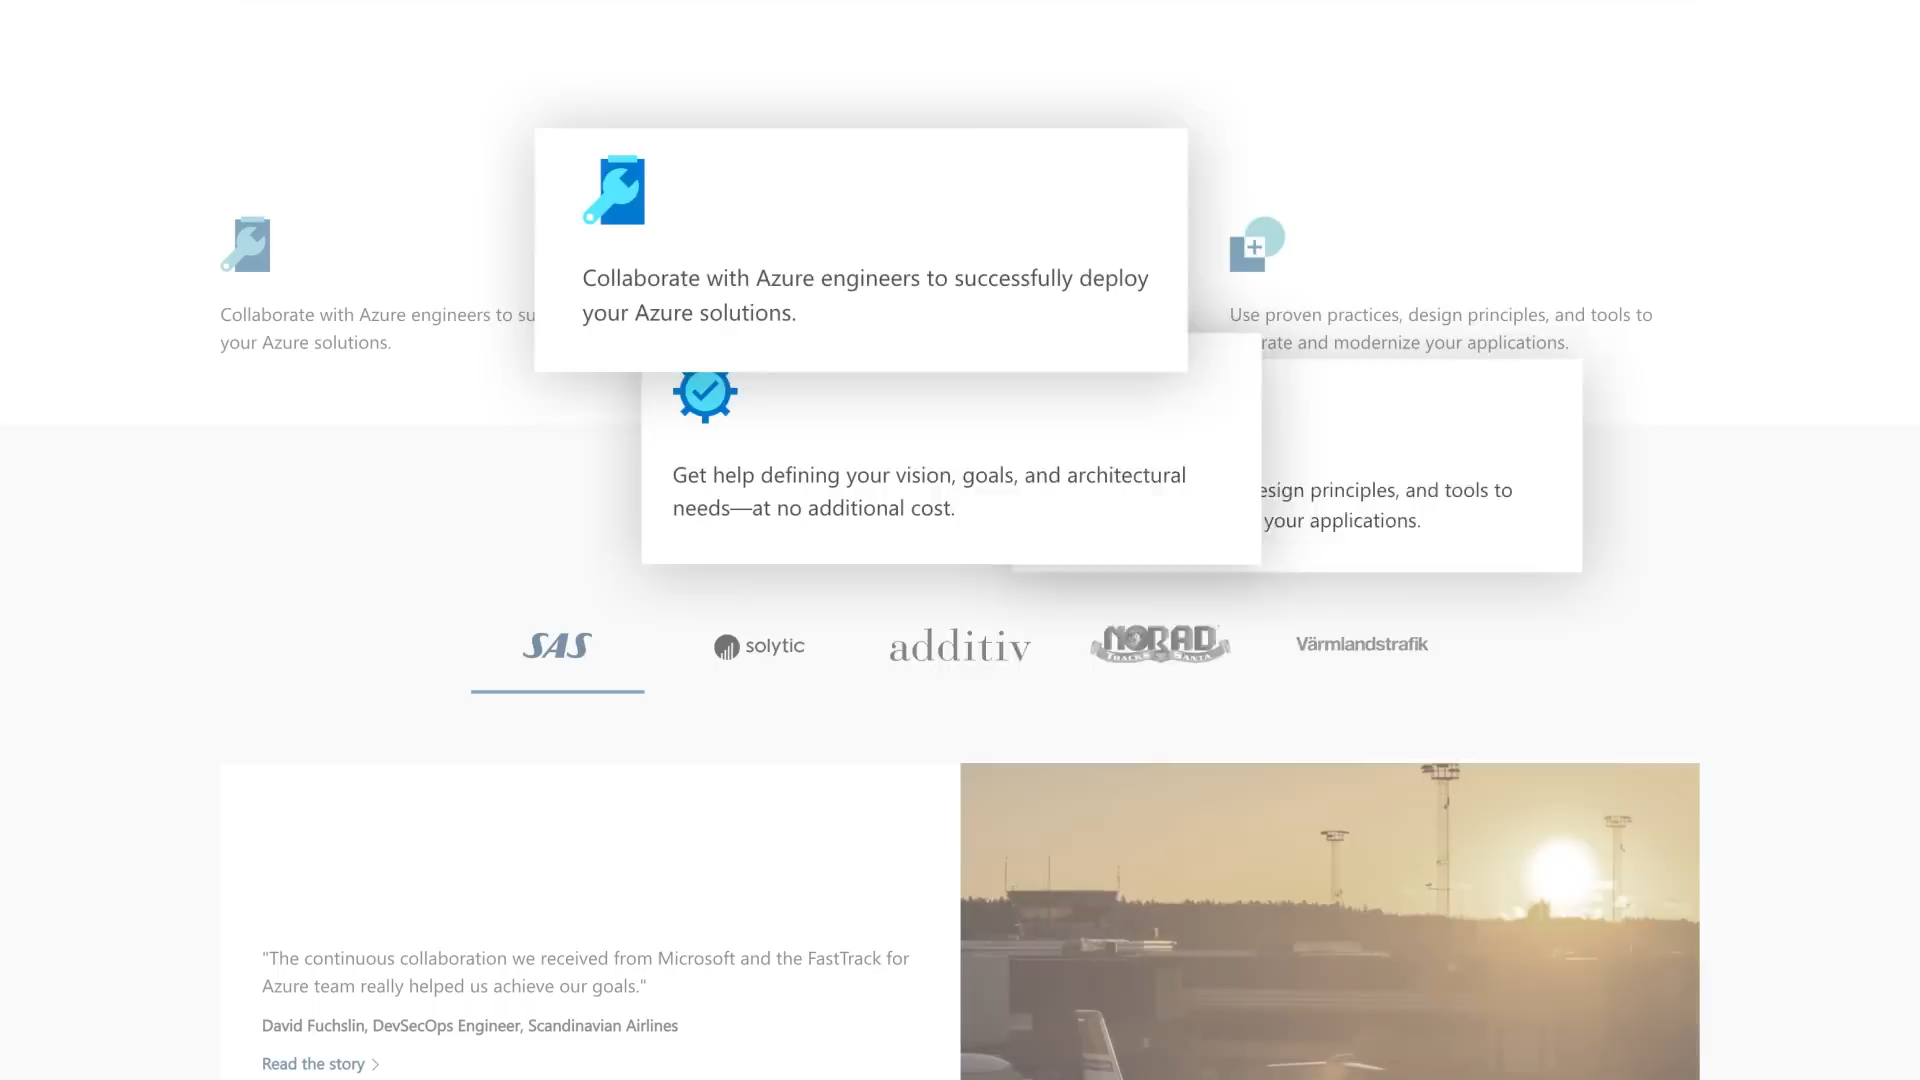 Collaborate with Azure engineers to successfully deploy
your Azure solutions.
Collaborate with Azure engineers to su
your Azure solutions.
Use proven practices, design principles, and tools to
rate and modernize your applications.
Get help defining your vision, goals, and architectural
needs—at no additional cost.
esign principles, and tools to
your applications.
SAS
solytic
additiv
NORAD
TRACKS SANTA
Värmlandstrafik
"The continuous collaboration we received from Microsoft and the FastTrack for
Azure team really helped us achieve our goals."
David Fuchslin, DevSecOps Engineer, Scandinavian Airlines
Read the story